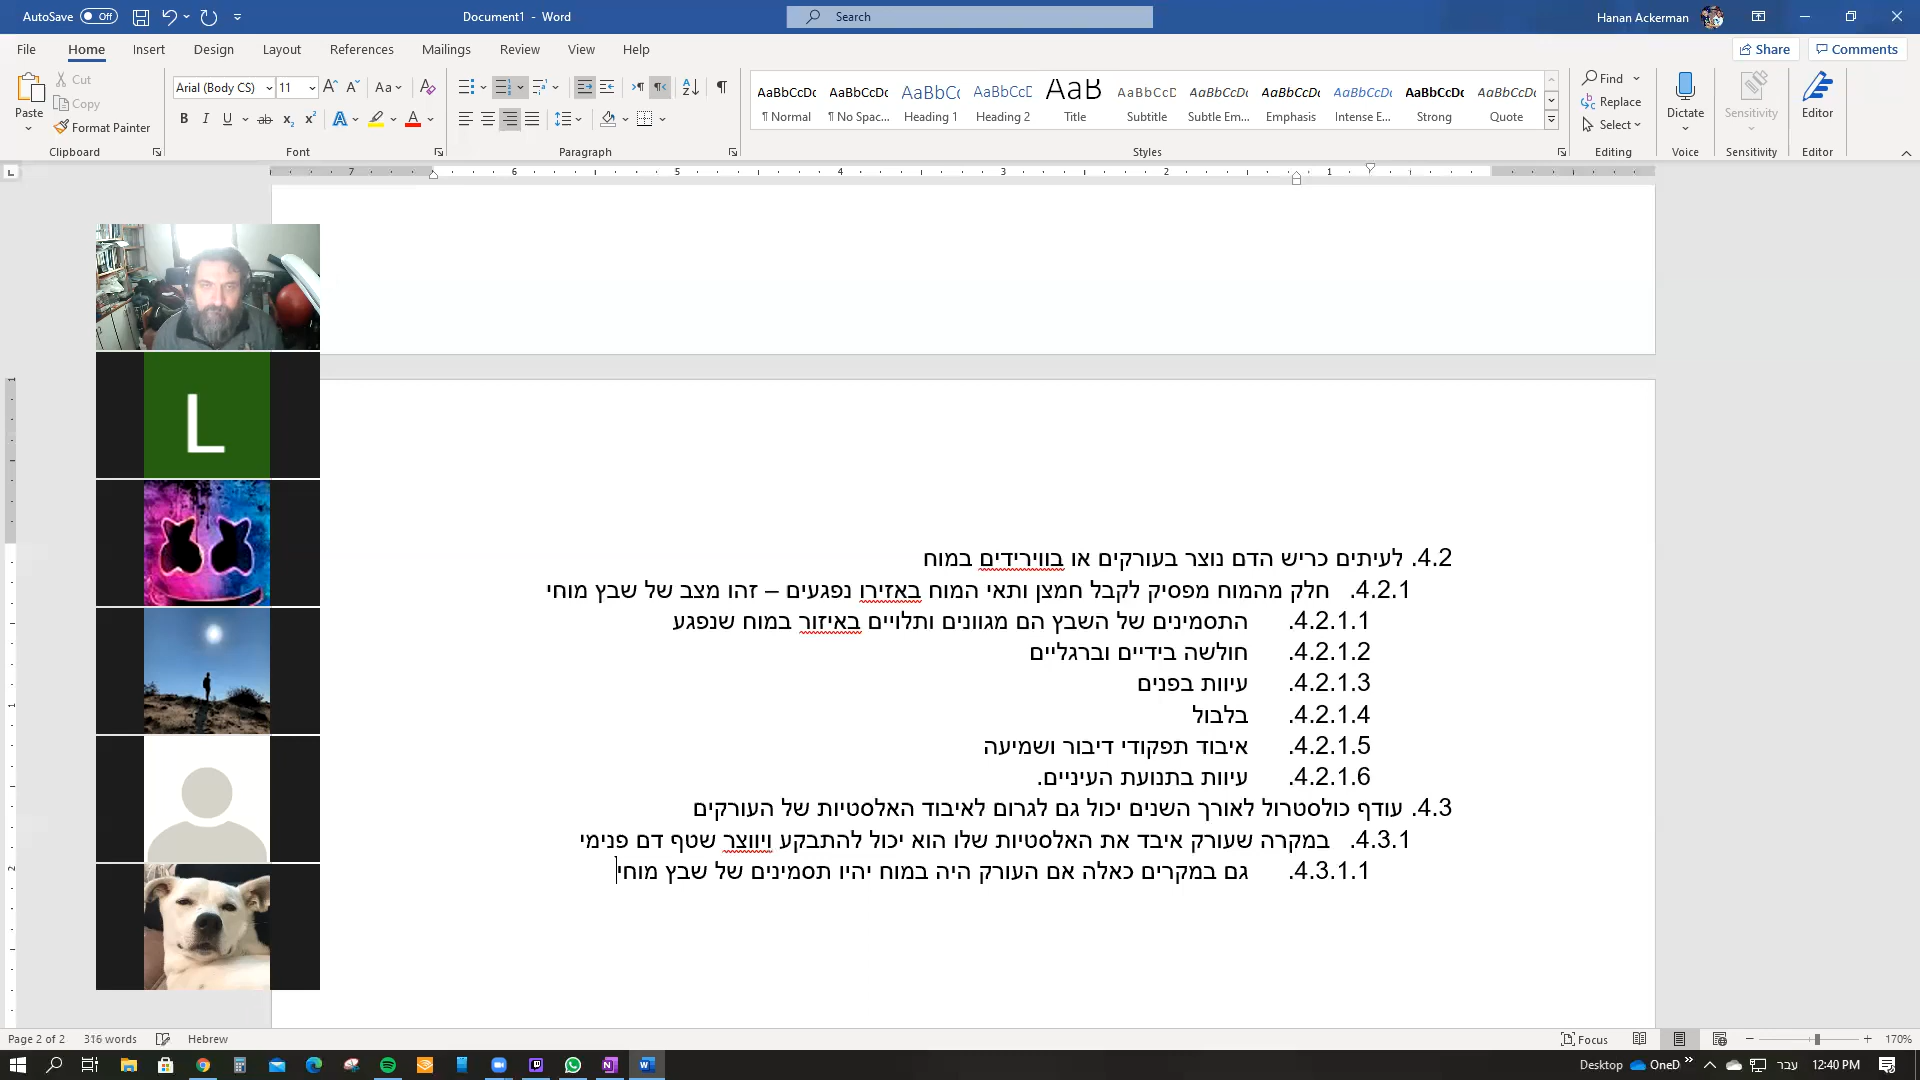 AutoSave Off Document1 - Word Search Hanan Ackerman
File Home Insert Design Layout References Mailings Review View Help Share Comments
Paste Cut Copy Format Painter Clipboard
Arial (Body CS) 11 Font
Paragraph
AaBbCcDc AaBbCcDc AaBbCc AaBbCcE AaB AaBbCcD AaBbCcDc AaBbCcDc AaBbCcDc AaBbCcDc AaBbCcDc
¶ Normal ¶ No Spac... Heading 1 Heading 2 Title Subtitle Subtle Em... Emphasis Intense E... Strong Quote
Styles
Find Replace Select Editing
Dictate Voice
Sensitivity Sensitivity
Editor Editor
7 6 5 4 3 2 1
L
4.2. לעיתים כריש הדם נוצר בעורקים או בווירידים במוח
4.2.1. חלק מהמוח מפסיק לקבל חמצן ותאי המוח באזירו נפגעים – זהו מצב של שבץ מוחי
4.2.1.1. התסמינים של השבץ הם מגוונים ותלויים באיזור במוח שנפגע
4.2.1.2. חולשה בידיים וברגליים
4.2.1.3. עיוות בפנים
4.2.1.4. בלבול
4.2.1.5. איבוד תפקודי דיבור ושמיעה
4.2.1.6. עיוות בתנועת העיניים.
4.3. עודף כולסטרול לאורך השנים יכול גם לגרום לאיבוד האלסטיות של העורקים
4.3.1. במקרה שעורק איבד את האלסטיות שלו הוא יכול להתבקע ויווצר שטף דם פנימי
4.3.1.1. גם במקרים כאלה אם העורק היה במוח יהיו תסמינים של שבץ מוחי
Page 2 of 2 316 words Hebrew Focus 170%
Desktop OneD עבר 12:40 PM